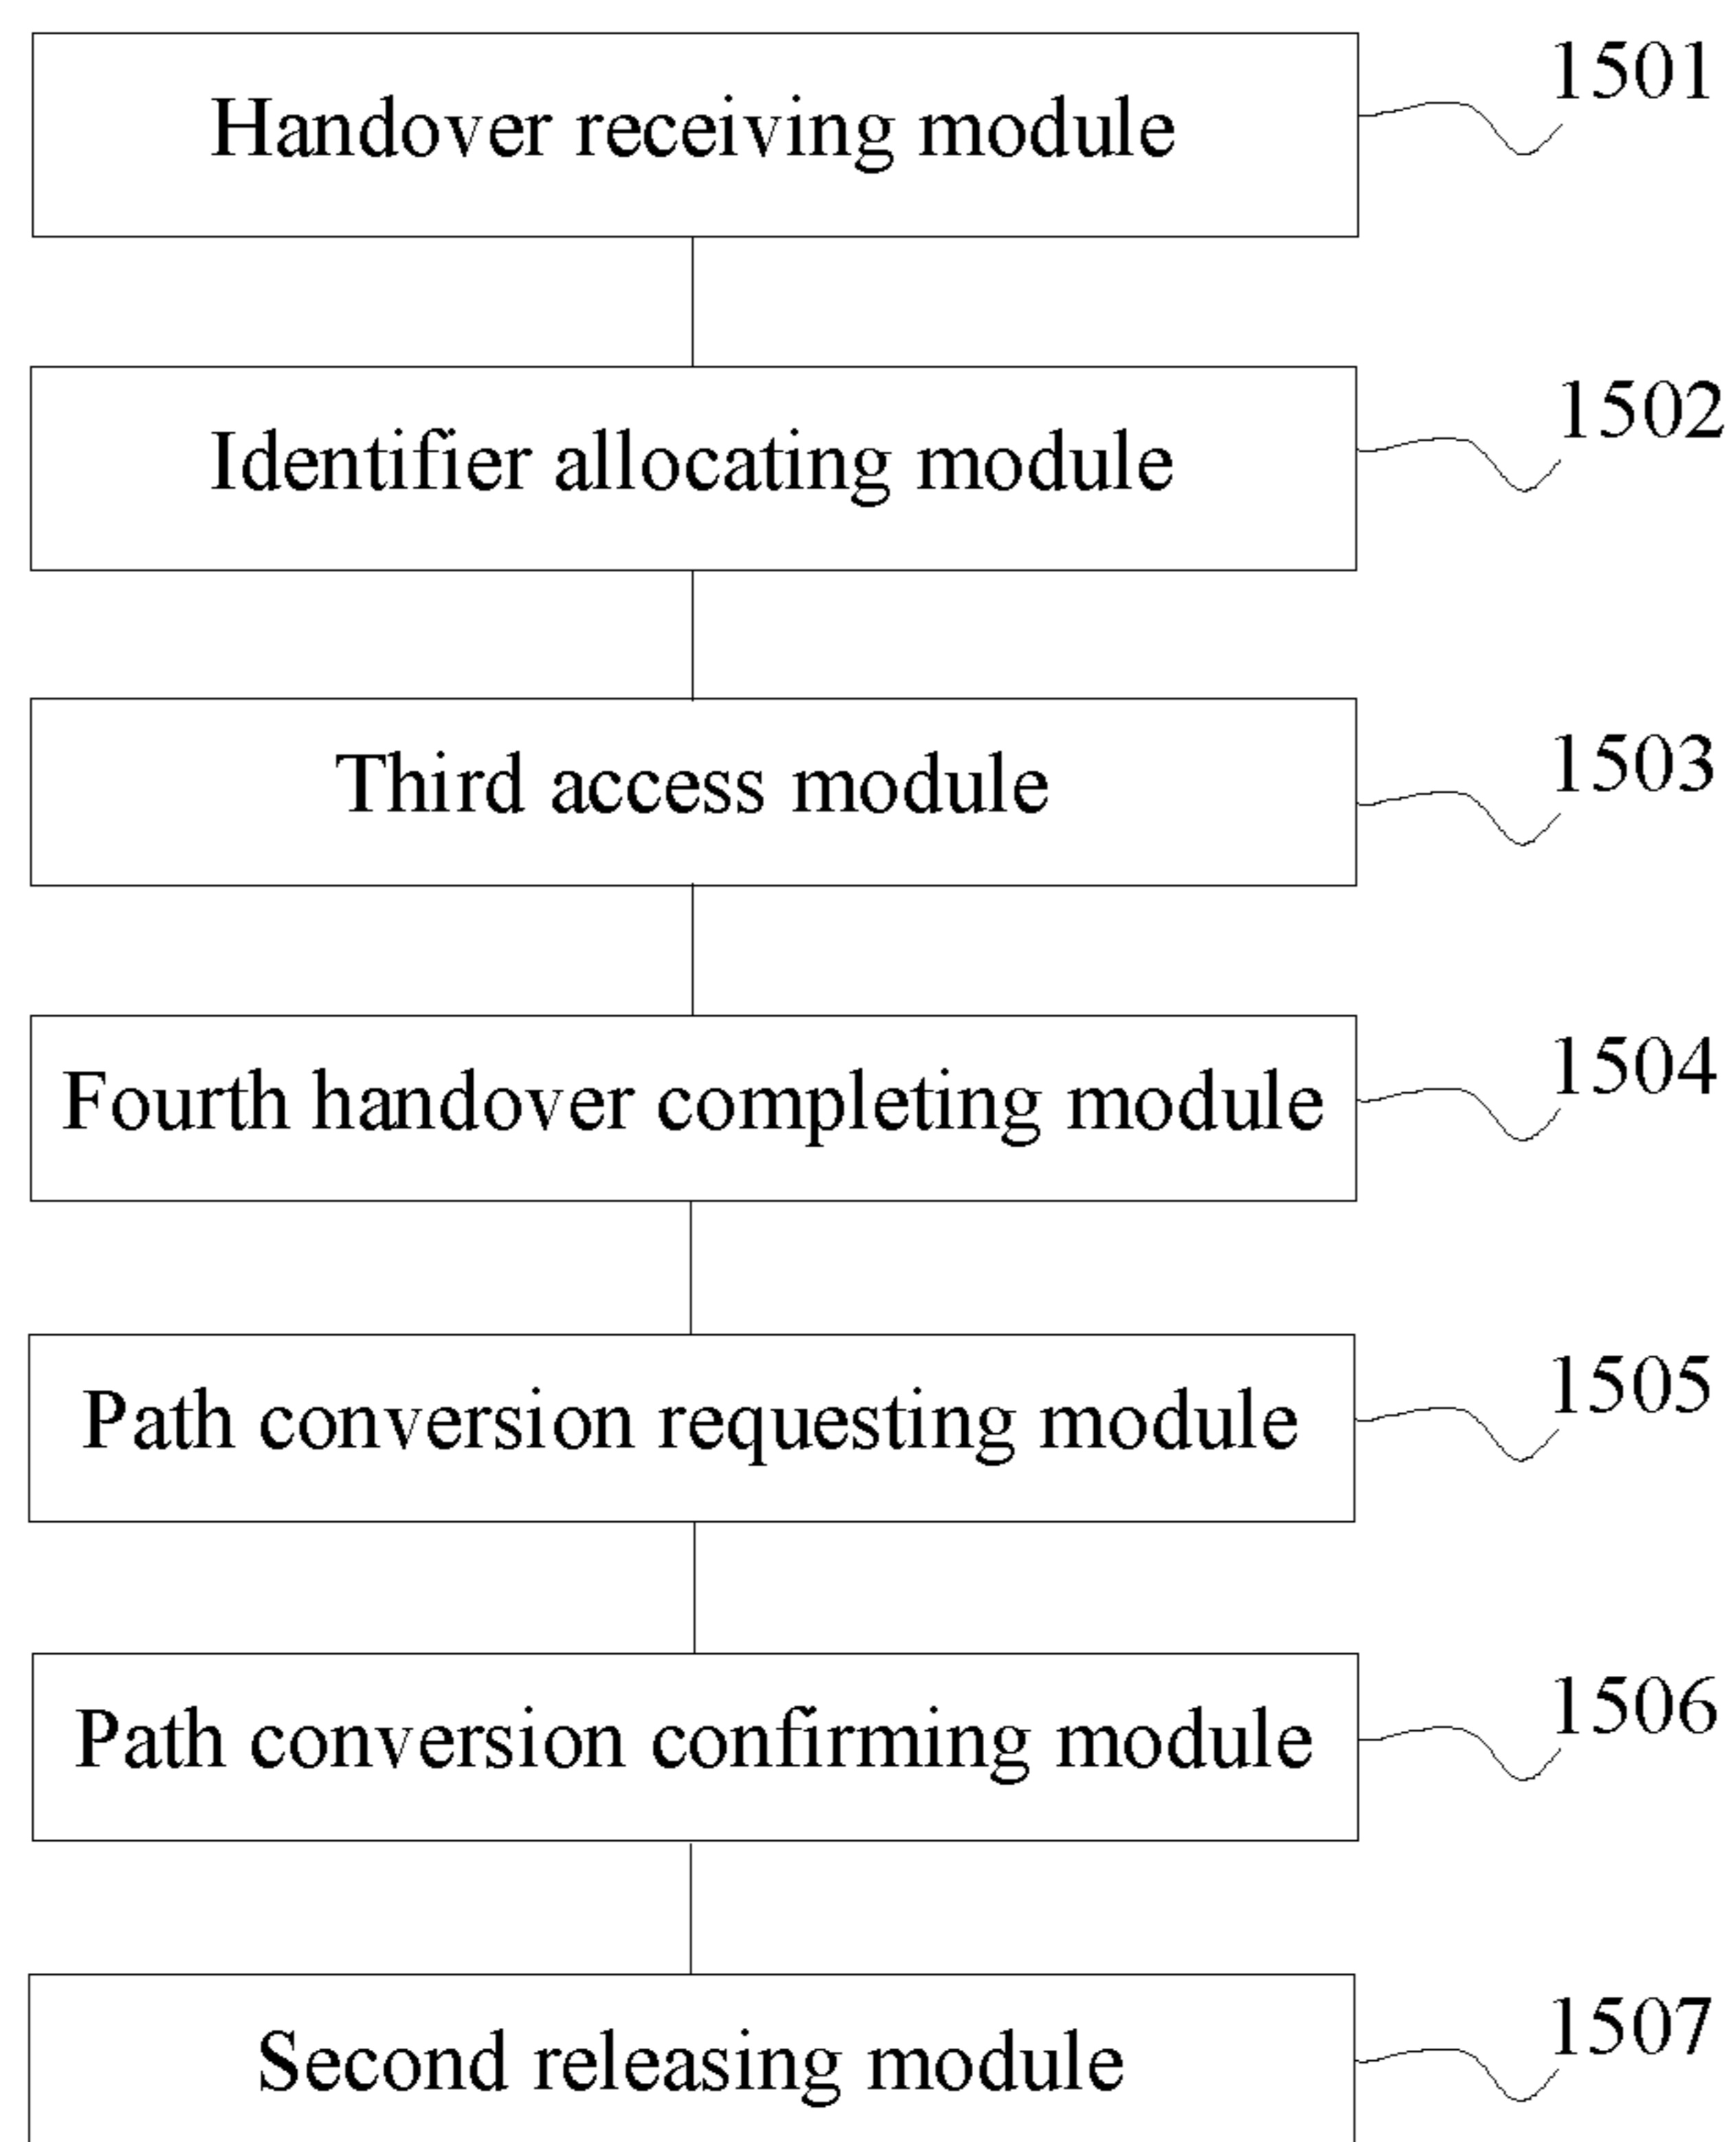 Handover receiving module
1501
Identifier allocating module
1502
Third access module
1503
Fourth handover completing module
1504
Path conversion requesting module
1505
Path conversion confirming module
1506
Second releasing module
1507